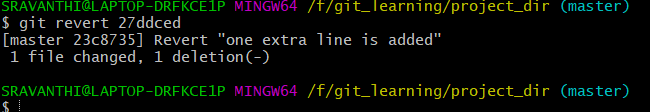 SRAVANTHI@LAPTOP-DRFKCE1P MINGW64 /f/git_learning/project_dir (master)
$ git revert 27ddced
[master 23c8735] Revert "one extra line is added"
 1 file changed, 1 deletion(-)

SRAVANTHI@LAPTOP-DRFKCE1P MINGW64 /f/git_learning/project_dir (master)
$